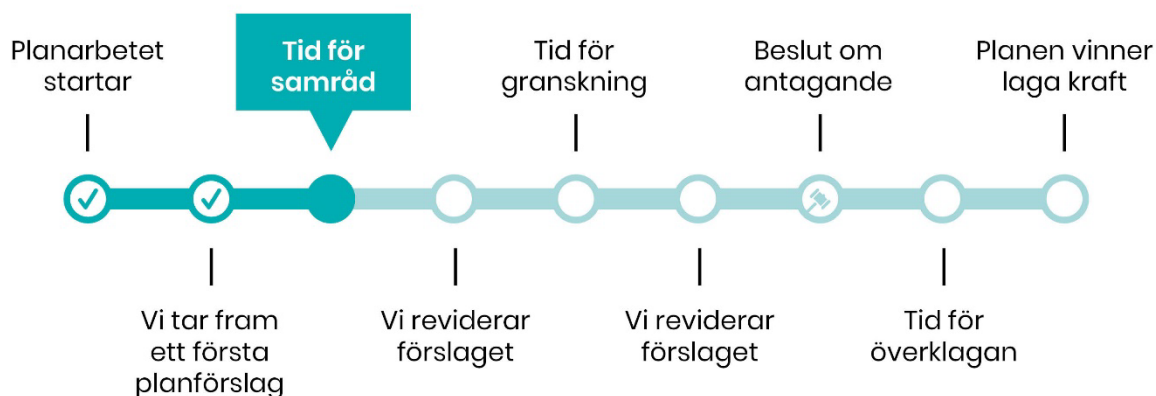 Planarbetet
startar
Vi tar fram
ett första
planförslag
Tid för
samråd
Vi reviderar
förslaget
Tid för
granskning
Vi reviderar
förslaget
Beslut om
antagande
Tid för
överklagan
Planen vinner
laga kraft